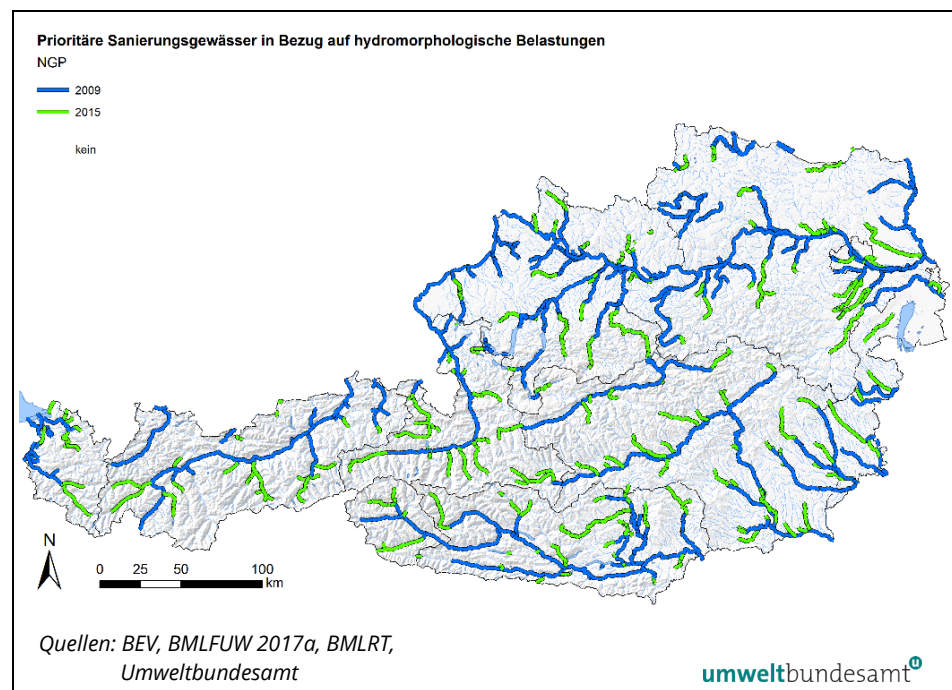 Prioritäre Sanierungsgewässer in Bezug auf hydromorphologische Belastungen
NGP
2009
2015
kein
N
0 25 50 100
km
Quellen: BEV, BMLFUW 2017a, BMLRT,
Umweltbundesamt
umweltbundesamt u